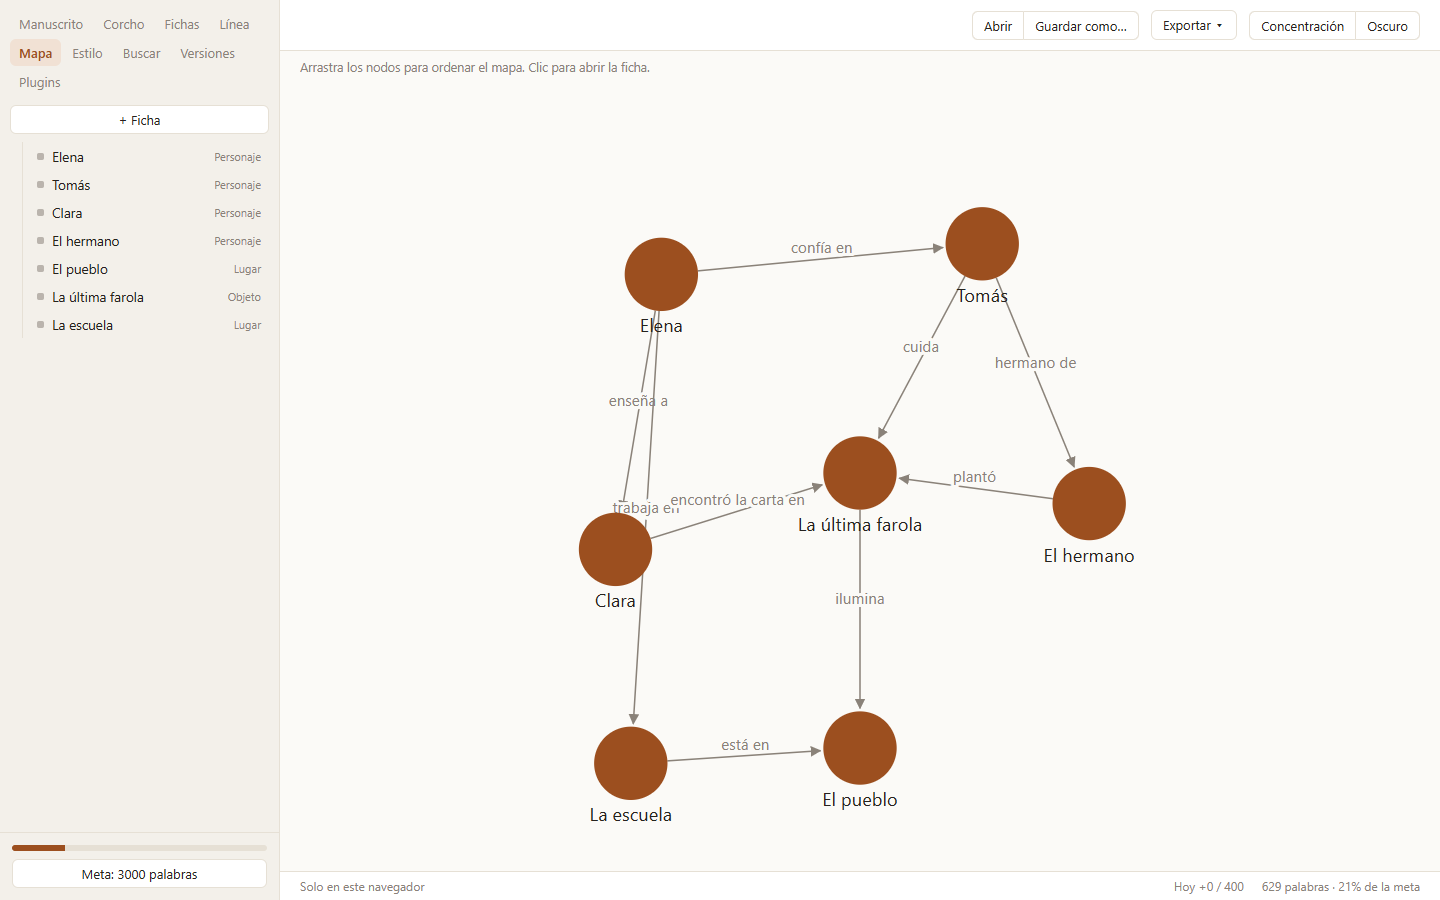 Manuscrito Corcho Fichas Línea
Mapa Estilo Buscar Versiones
Plugins
+ Ficha
Elena Personaje
Tomás Personaje
Clara Personaje
El hermano Personaje
El pueblo Lugar
La última farola Objeto
La escuela Lugar
Meta: 3000 palabras
Abrir Guardar como... Exportar Concentración Oscuro
Arrastra los nodos para ordenar el mapa. Clic para abrir la ficha.
confía en
Tomás
Elena
cuida
hermano de
enseña a
plantó
encontró la carta en
trabaja en
La última farola
El hermano
Clara
ilumina
está en
El pueblo
La escuela
Solo en este navegador
Hoy +0 / 400 629 palabras · 21% de la meta